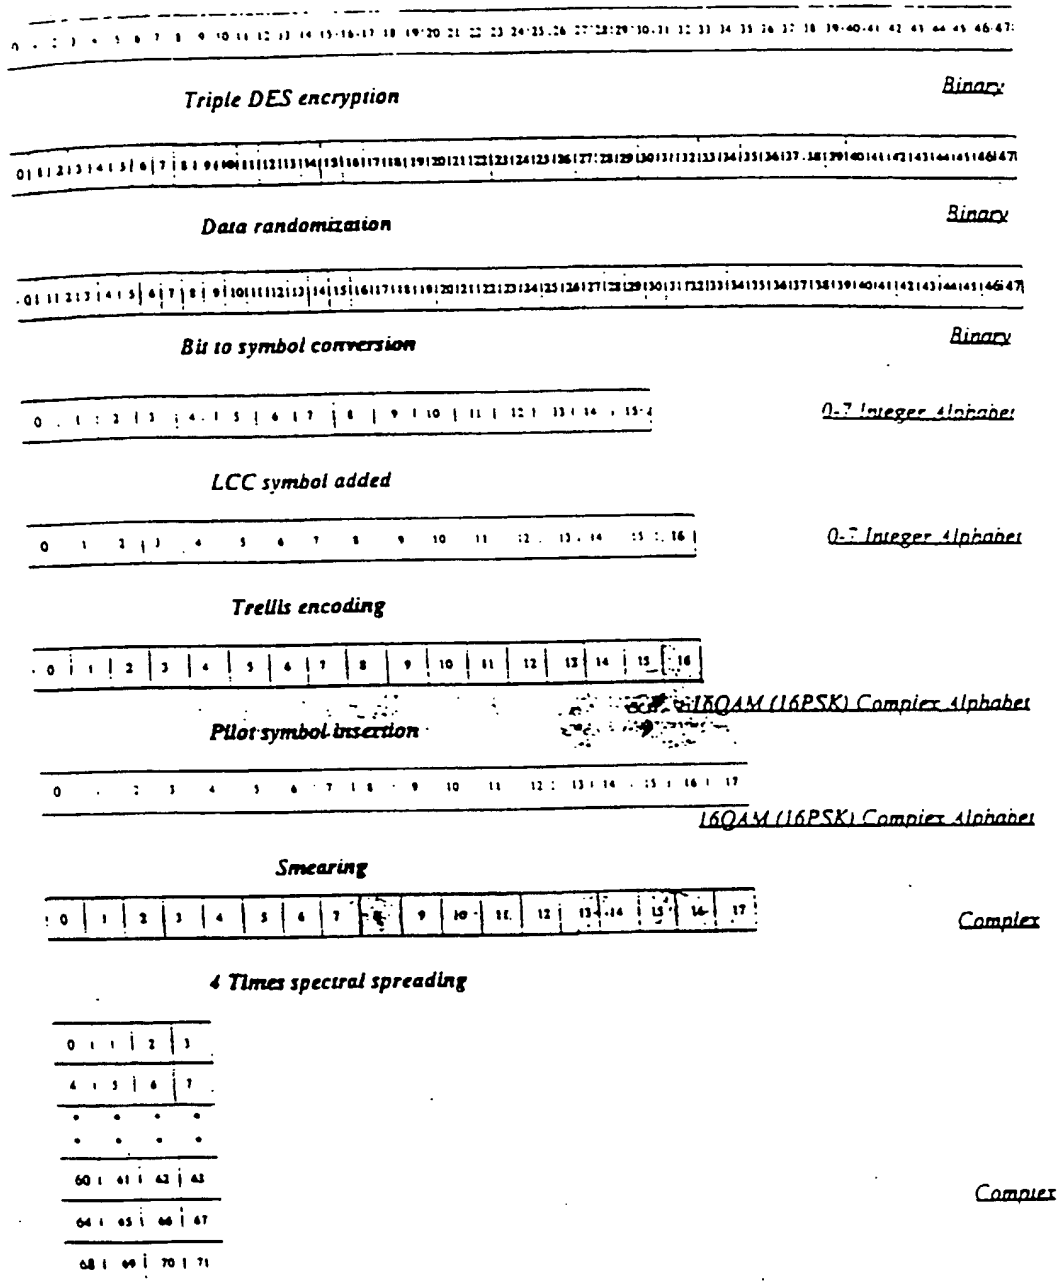 0 1 2 3 4 5 6 7 8 9 10 11 12 13 14 15 16 17 18 19 20 21 22 23 24 25 26 27 28 29 30 31 32 33 34 35 36 37 38 39 40 41 42 43 44 45 46 47
Triple DES encryption Binary
0 1 2 3 4 5 6 7 8 9 10 11 12 13 14 15 16 17 18 19 20 21 22 23 24 25 26 27 28 29 30 31 32 33 34 35 36 37 38 39 40 41 42 43 44 45 46 47
Data randomization Binary
0 1 2 3 4 5 6 7 8 9 10 11 12 13 14 15 16 17 18 19 20 21 22 23 24 25 26 27 28 29 30 31 32 33 34 35 36 37 38 39 40 41 42 43 44 45 46 47
Bit to symbol conversion Binary
0 1 2 3 4 5 6 7 8 9 10 11 12 13 14 15
0-7 Integer Alphabet
LCC symbol added
0 1 2 3 4 5 6 7 8 9 10 11 12 13 14 15 16
0-7 Integer Alphabet
Trellis encoding
0 1 2 3 4 5 6 7 8 9 10 11 12 13 14 15 16
16QAM (16PSK) Complex Alphabet
Pilot symbol insertion
0 2 3 4 5 6 7 8 9 10 11 12 13 14 15 16 17
16QAM (16PSK) Complex Alphabet
Smearing
0 1 2 3 4 5 6 7 8 9 10 11 12 13 14 15 16 17
Complex
4 Times spectral spreading
0 1 2 3
4 5 6 7
60 61 62 63
Complex
64 65 66 67
68 69 70 71